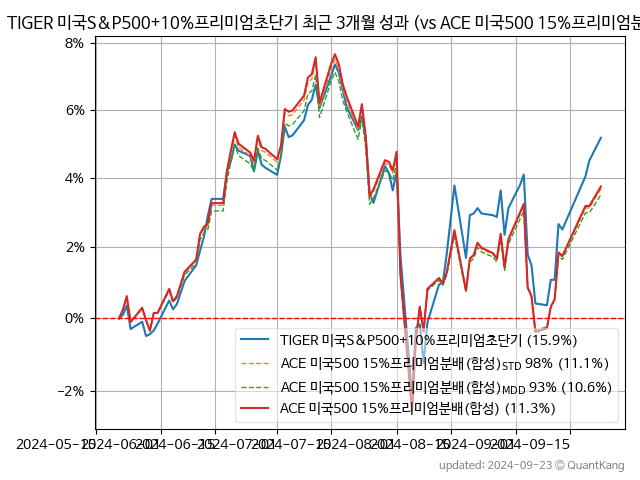 TIGER 미국S&P500+10%프리미엄초단기 최근 3개월 성과 (vs ACE 미국500 15%프리미엄분
8%
6%
4%
2%
0%
−2%
TIGER 미국S&P500+10%프리미엄초단기 (15.9%)
ACE 미국500 15%프리미엄분배(합성)STD 98% (11.1%)
ACE 미국500 15%프리미엄분배(합성)MDD 93% (10.6%)
ACE 미국500 15%프리미엄분배(합성) (11.3%)
2024-05-15 2024-06-01 2024-06-15 2024-07-01 2024-07-15 2024-08-01 2024-08-15 2024-09-01 2024-09-15
updated: 2024-09-23 © QuantKang